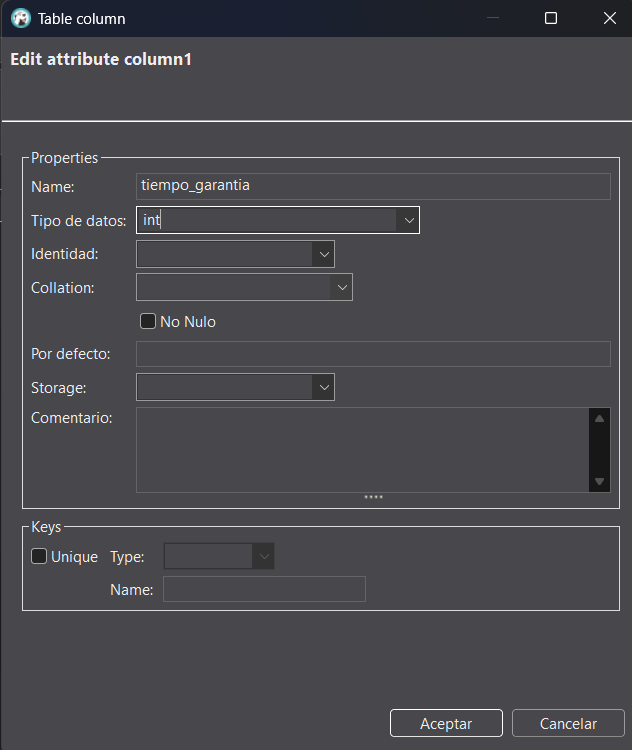 Table column
Edit attribute column1
Properties
Name: tiempo_garantia
Tipo de datos: int
Identidad:
Collation:
No Nulo
Por defecto:
Storage:
Comentario:
Keys
Unique Type:
Name:
Aceptar Cancelar